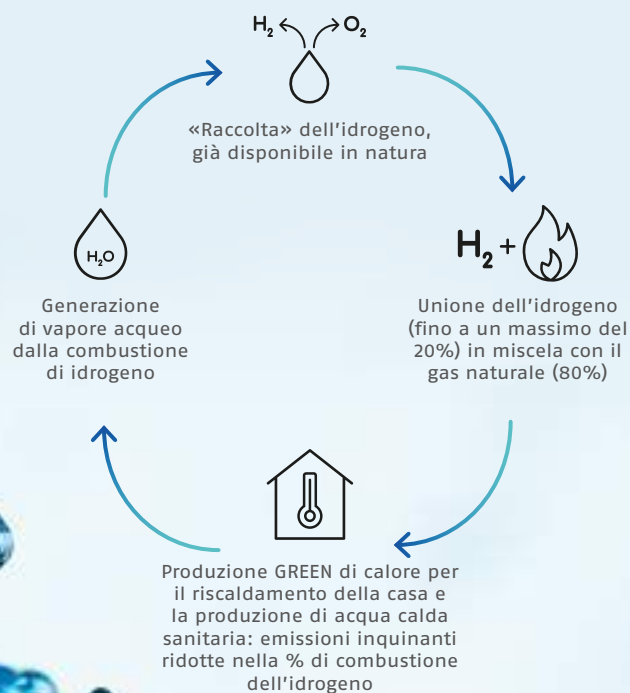 H₂ O₂
«Raccolta» dell'idrogeno,
già disponibile in natura
H₂ +
Unione dell'idrogeno
(fino a un massimo del
20%) in miscela con il
gas naturale (80%)
Produzione GREEN di calore per
il riscaldamento della casa e
la produzione di acqua calda
sanitaria: emissioni inquinanti
ridotte nella % di combustione
dell'idrogeno
H₂O
Generazione
di vapore acqueo
dalla combustione
di idrogeno